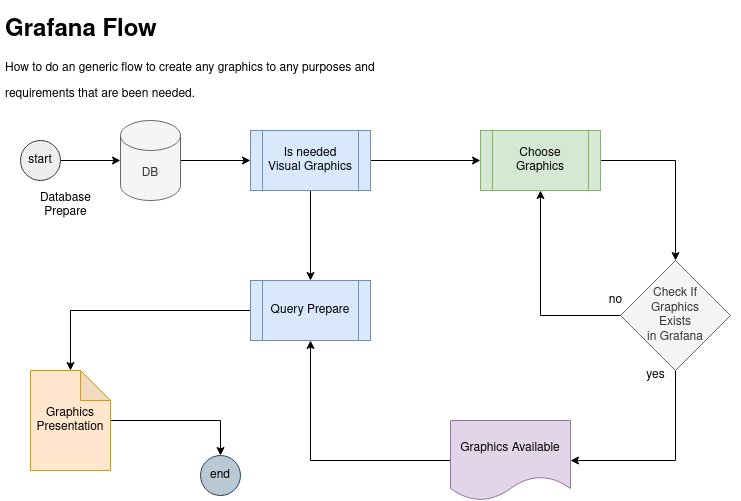 Grafana Flow
How to do an generic flow to create any graphics to any purposes and
requirements that are been needed.
start
DB
Is needed
Visual Graphics
Choose
Graphics
Database
Prepare
Check If
Graphics
Exists
in Grafana
no
yes
Query Prepare
Graphics
Presentation
Graphics Available
end